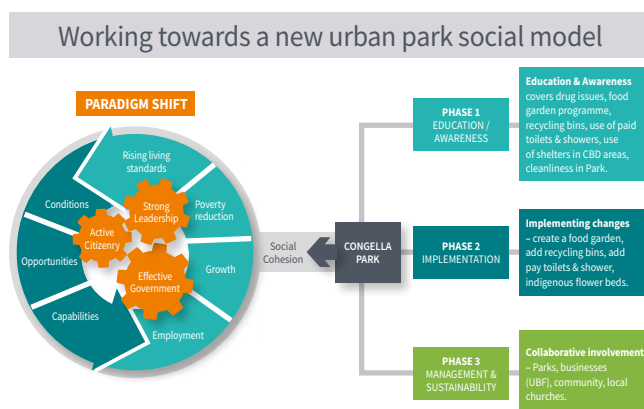 Working towards a new urban park social model
PARADIGM SHIFT
Rising living
standards
Poverty
reduction
Growth
Employment
Capabilities
Opportunities
Conditions
Strong
Leadership
Active
Citizenry
Effective
Government
Social
Cohesion
CONGELLA
PARK
PHASE 1
EDUCATION /
AWARENESS
Education & Awareness
covers drug issues, food
garden programme,
recycling bins, use of paid
toilets & showers, use
of shelters in CBD areas,
cleanliness in Park.
PHASE 2
IMPLEMENTATION
Implementing changes
– create a food garden,
add recycling bins, add
pay toilets & shower,
indigenous flower beds.
PHASE 3
MANAGEMENT &
SUSTAINABILITY
Collaborative involvement
– Parks, businesses
(UBF), community, local
churches.